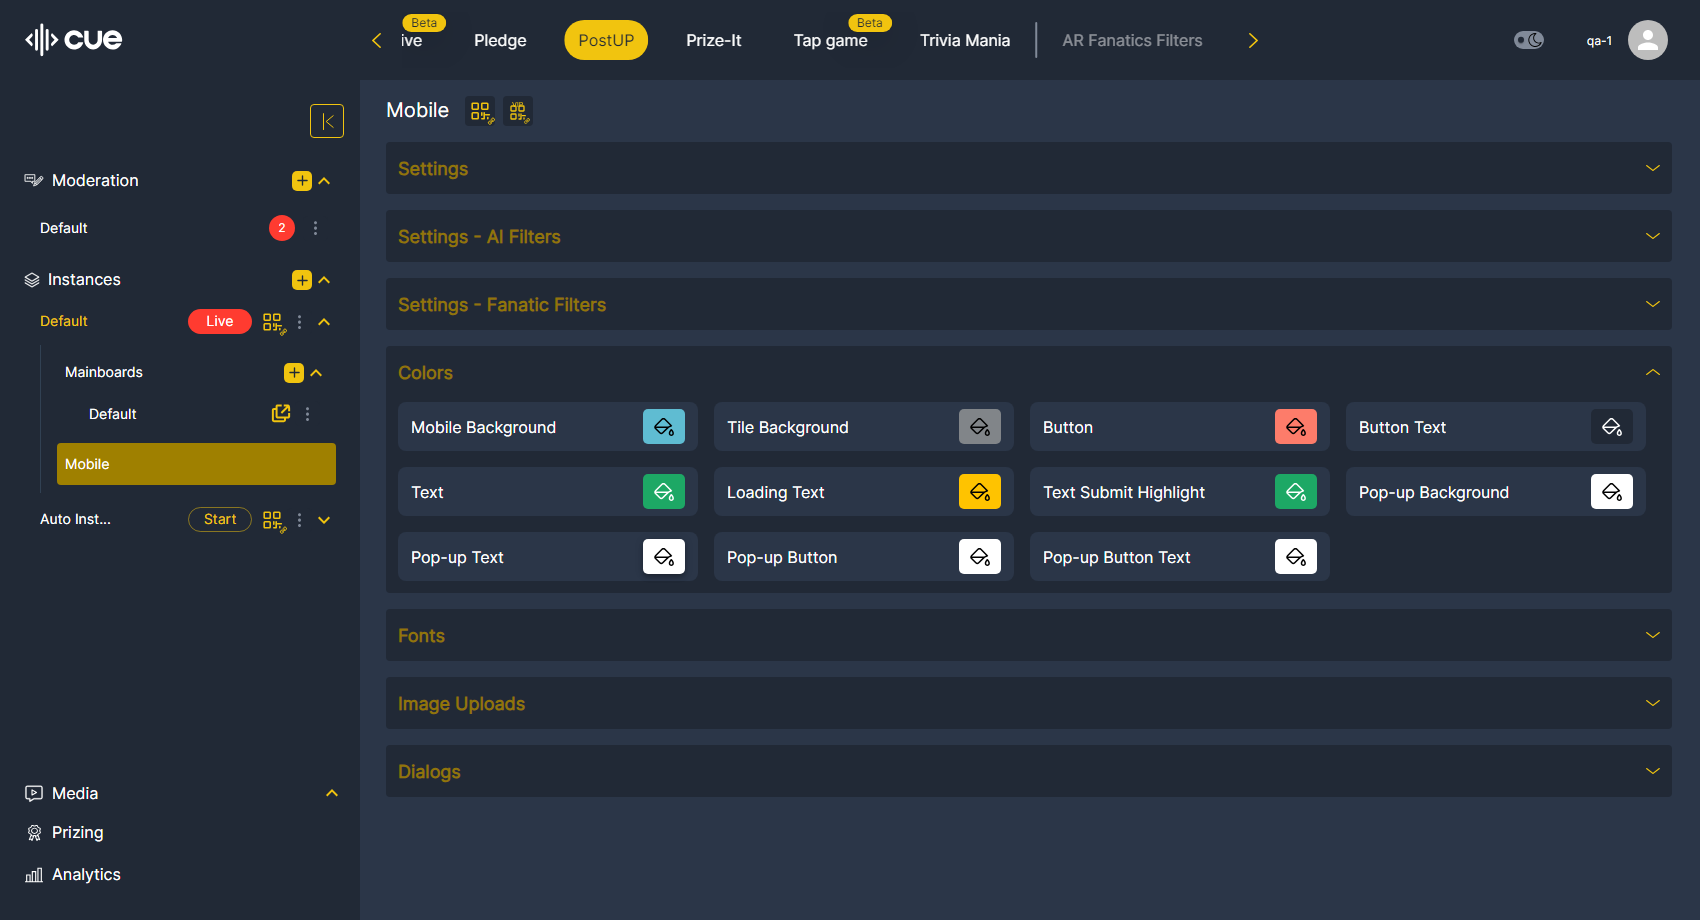 cue
Beta
ive
Pledge
PostUP
Prize-It
Beta
Tap game
Trivia Mania
AR Fanatics Filters
qa-1
Moderation
Default
2
Instances
Default
Live
Mainboards
Default
Mobile
Auto Inst...
Start
Media
Prizing
Analytics
Mobile
VIP
Settings
Settings - AI Filters
Settings - Fanatic Filters
Colors
Mobile Background
Tile Background
Button
Button Text
Text
Loading Text
Text Submit Highlight
Pop-up Background
Pop-up Text
Pop-up Button
Pop-up Button Text
Fonts
Image Uploads
Dialogs